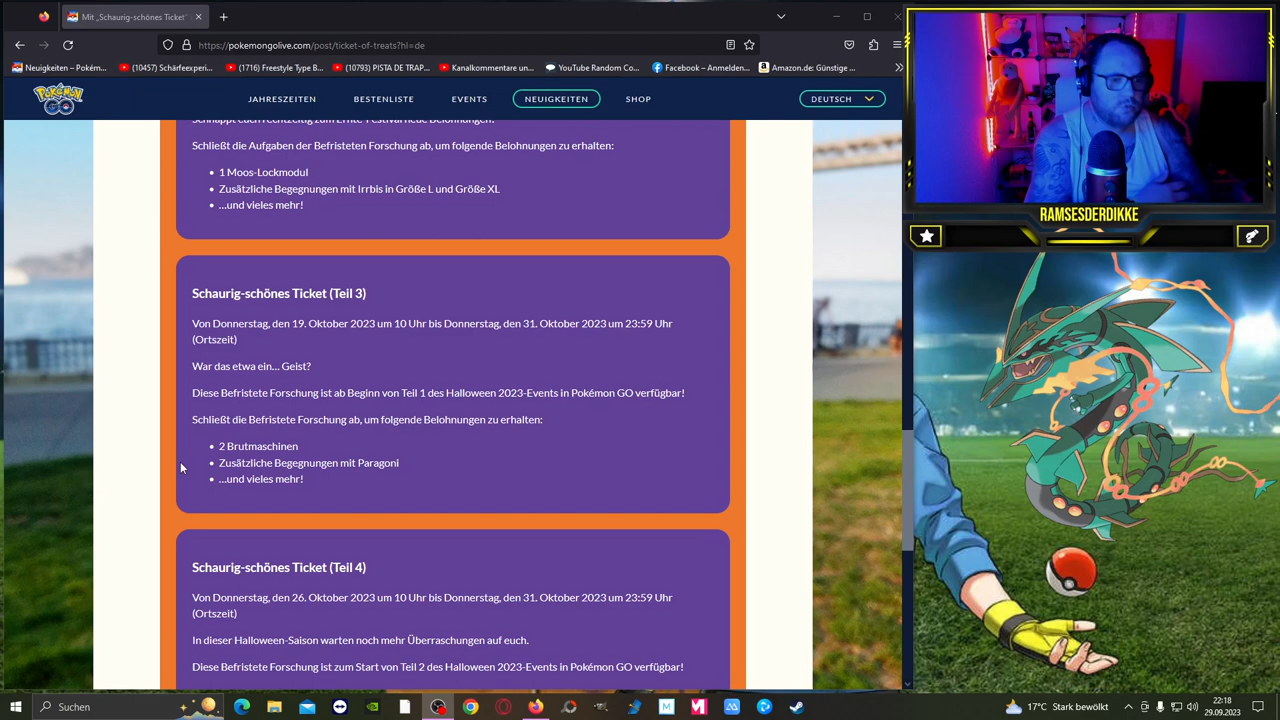 Mit „Schaurig-schönes Ticket“
https://pokemongolive.com/post/ticket-of-treats?hl=de
Neuigkeiten – Pokém...
(10457) Schärfeexperi...
(1716) Freestyle Type B...
(10793) PISTA DE TRAP...
Kanalkommentare un...
YouTube Random Co...
Facebook – Anmelden...
Amazon.de: Günstige ...
POKÉMON GO
JAHRESZEITEN
BESTENLISTE
EVENTS
NEUIGKEITEN
SHOP
DEUTSCH
Schnappt euch rechtzeitig zum Ernte-Festival neue Belohnungen!
Schließt die Aufgaben der Befristeten Forschung ab, um folgende Belohnungen zu erhalten:
1 Moos-Lockmodul
Zusätzliche Begegnungen mit Irrbis in Größe L und Größe XL
…und vieles mehr!
Schaurig-schönes Ticket (Teil 3)
Von Donnerstag, den 19. Oktober 2023 um 10 Uhr bis Donnerstag, den 31. Oktober 2023 um 23:59 Uhr
(Ortszeit)
War das etwa ein… Geist?
Diese Befristete Forschung ist ab Beginn von Teil 1 des Halloween 2023-Events in Pokémon GO verfügbar!
Schließt die Befristete Forschung ab, um folgende Belohnungen zu erhalten:
2 Brutmaschinen
Zusätzliche Begegnungen mit Paragoni
…und vieles mehr!
Schaurig-schönes Ticket (Teil 4)
Von Donnerstag, den 26. Oktober 2023 um 10 Uhr bis Donnerstag, den 31. Oktober 2023 um 23:59 Uhr
(Ortszeit)
In dieser Halloween-Saison warten noch mehr Überraschungen auf euch.
Diese Befristete Forschung ist zum Start von Teil 2 des Halloween 2023-Events in Pokémon GO verfügbar!
RAMSESDERDIKKE
Suchen
17°C Stark bewölkt
22:18
29.09.2023